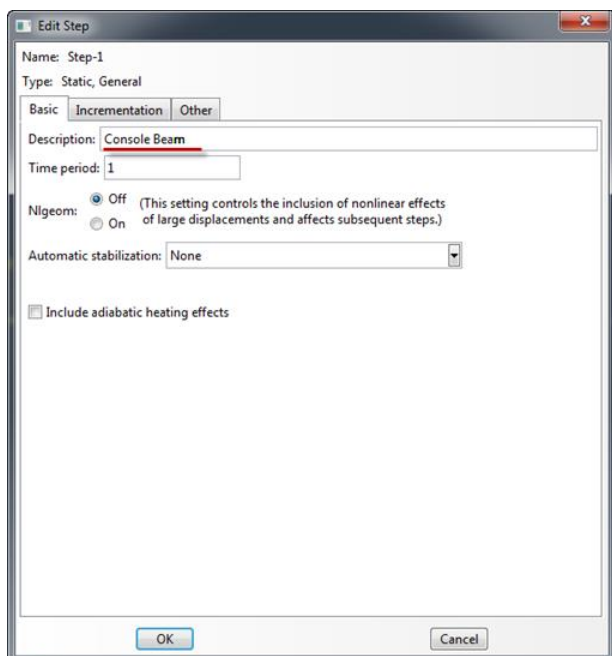 Edit Step
Name: Step-1
Type: Static, General
Basic Incrementation Other
Description: Console Beam
Time period: 1
Nlgeom: Off (This setting controls the inclusion of nonlinear effects
On of large displacements and affects subsequent steps.)
Automatic stabilization: None
Include adiabatic heating effects
OK Cancel